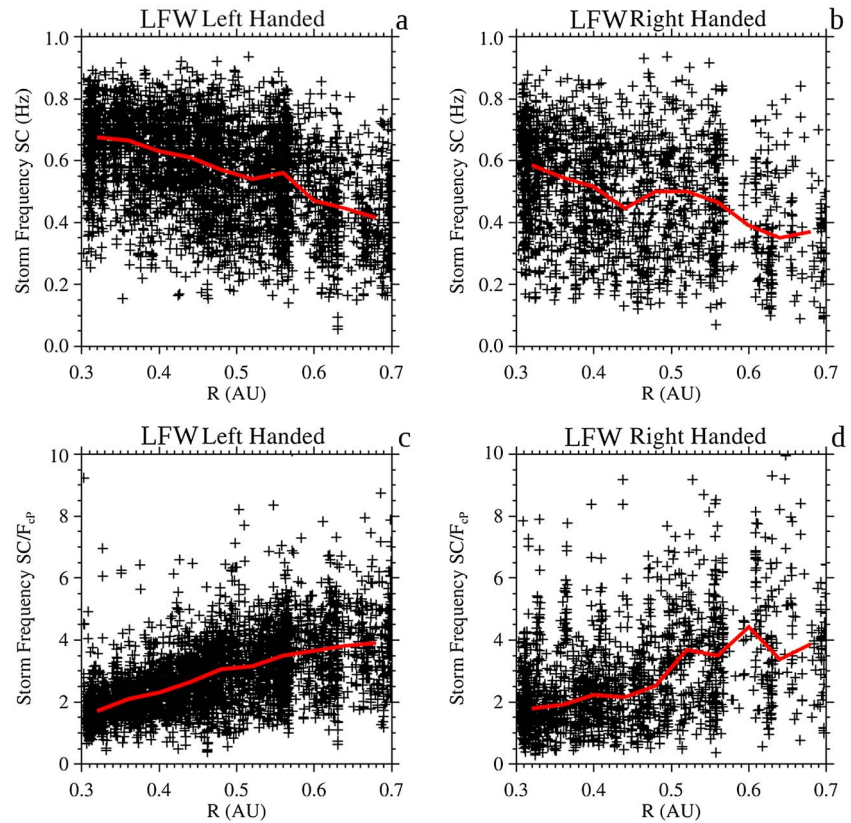 LFW Left Handed
a
1.0
0.8
0.6
0.4
0.2
0.0
Storm Frequency SC (Hz)
0.3 0.4 0.5 0.6 0.7
R (AU)
LFW Right Handed
b
1.0
0.8
0.6
0.4
0.2
0.0
Storm Frequency SC (Hz)
0.3 0.4 0.5 0.6 0.7
R (AU)
LFW Left Handed
c
10
8
6
4
2
0
Storm Frequency SC/FcP
0.3 0.4 0.5 0.6 0.7
R (AU)
LFW Right Handed
d
10
8
6
4
2
0
Storm Frequency SC/FcP
0.3 0.4 0.5 0.6 0.7
R (AU)